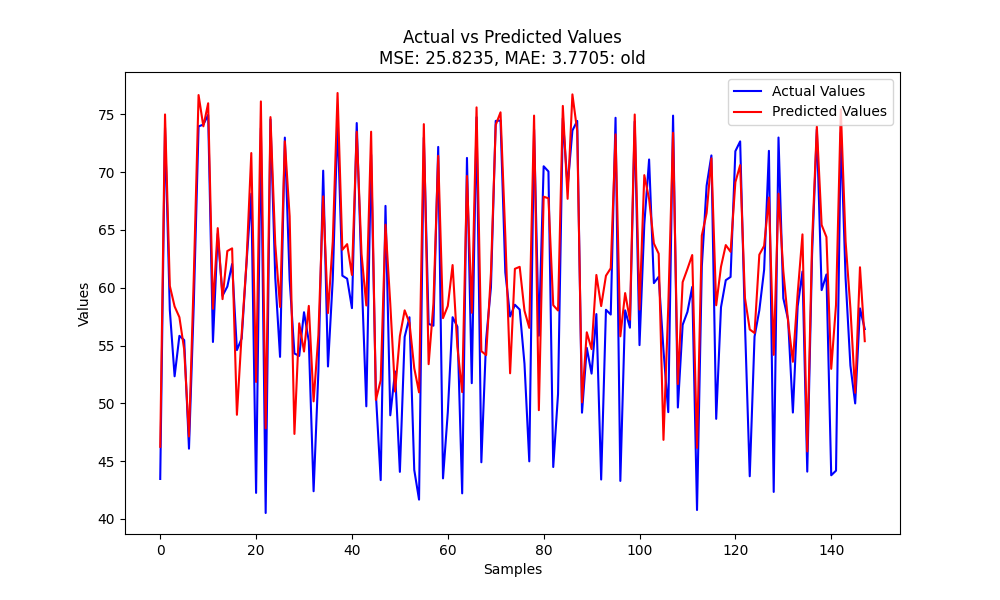 Actual vs Predicted Values
MSE: 25.8235, MAE: 3.7705: old
Actual Values
Predicted Values
Values
75
70
65
60
55
50
45
40
0 20 40 60 80 100 120 140
Samples